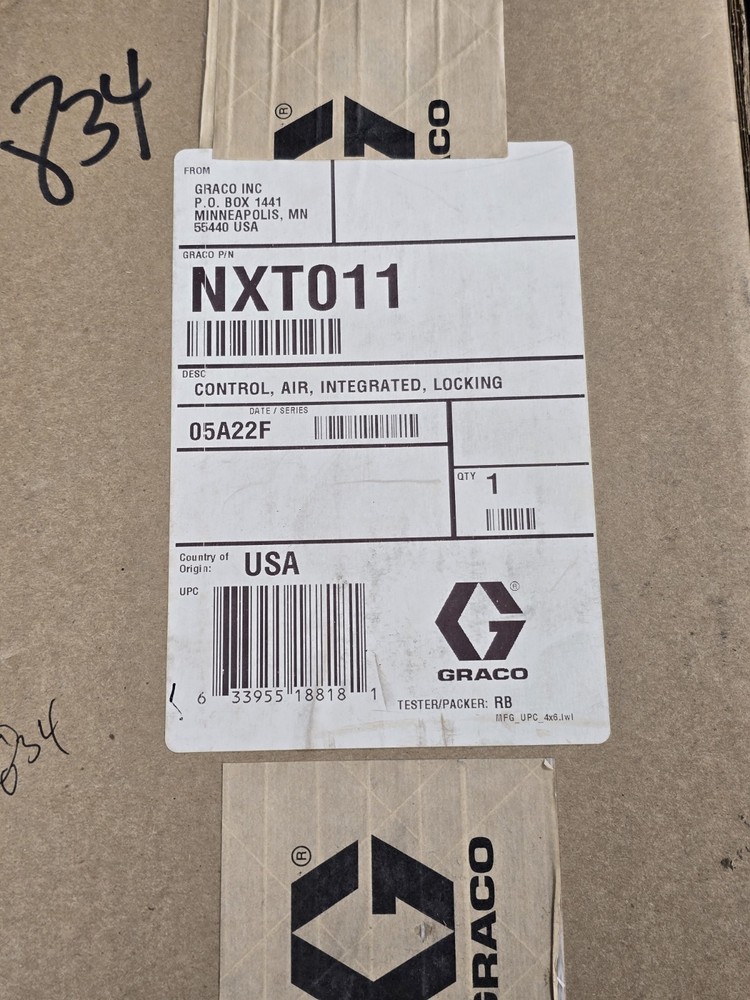 834
®
CO
FROM
GRACO INC
P.O. BOX 1441
MINNEAPOLIS, MN
55440 USA
GRACO P/N
NXT011
DESC
CONTROL, AIR, INTEGRATED, LOCKING
DATE / SERIES
05A22F
QTY 1
Country of
Origin: USA
UPC
®
GRACO
6 33955 18818 1
TESTER/PACKER: RB
MFG_UPC_4x6.lwl
834
®
GRACO